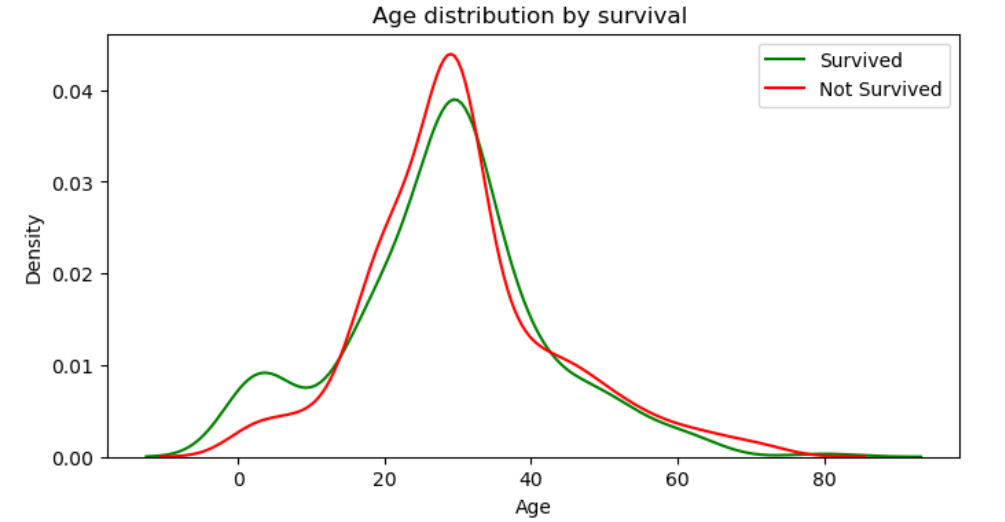 Age distribution by survival
Survived
Not Survived
0.04
0.03
0.02
0.01
0.00
Density
0 20 40 60 80
Age